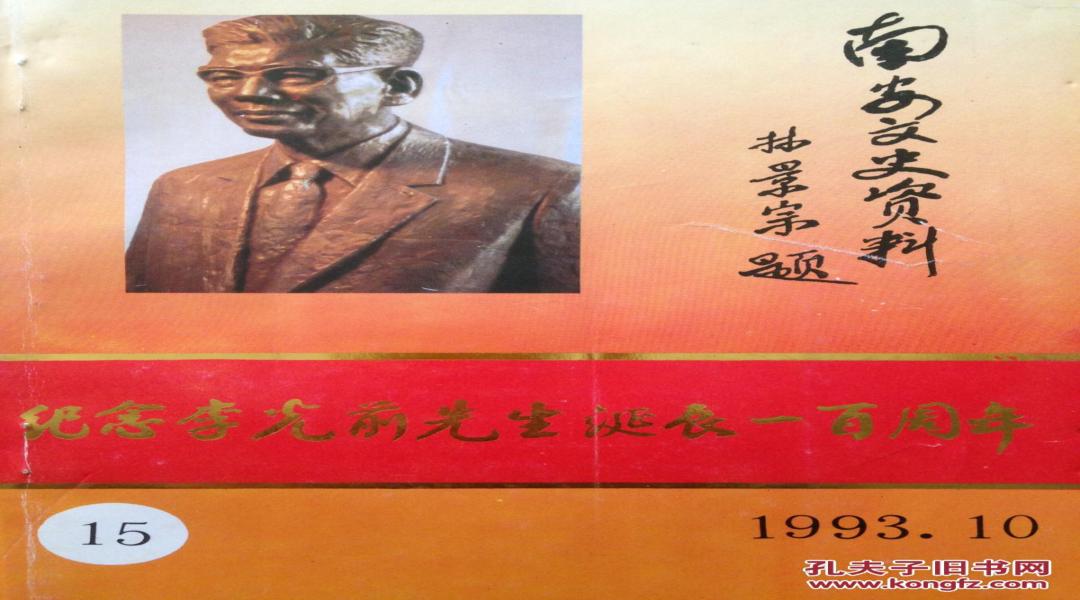 南安文史资料
林景宗题
纪念李光前先生诞辰一百周年
15
1993.10
孔夫子旧书网
www.kongfz.com